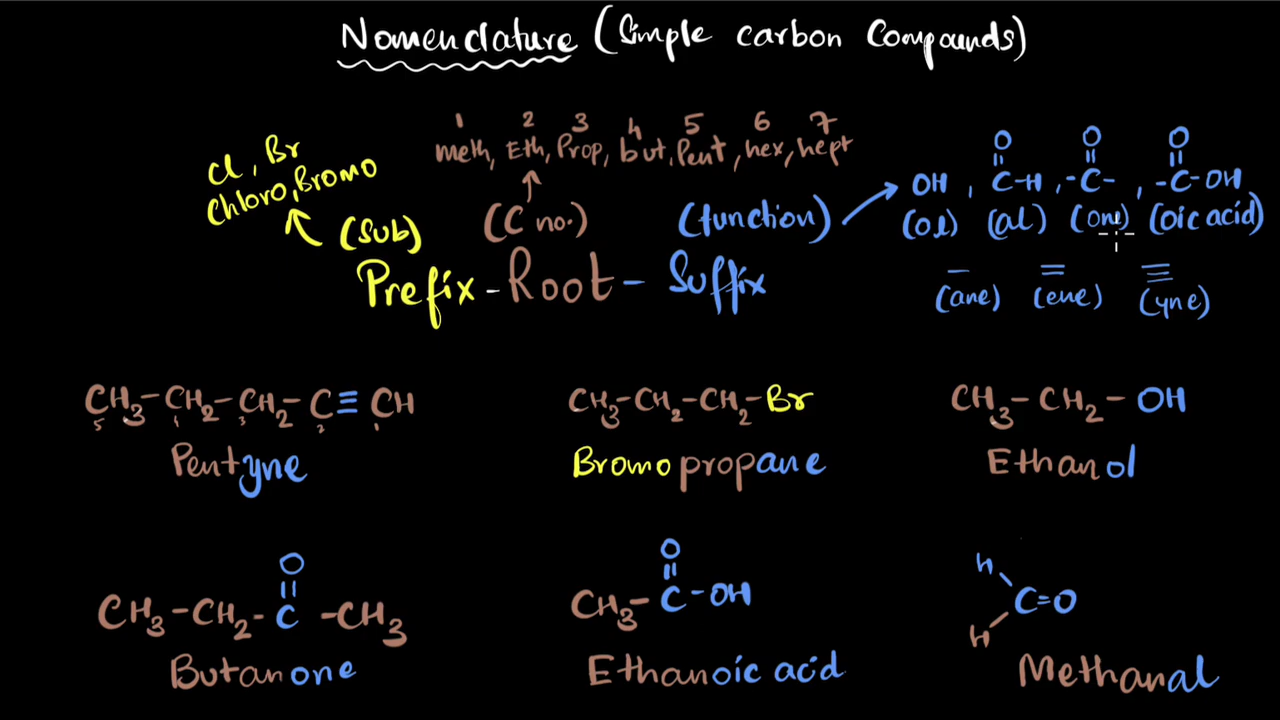 Nomenclature (Simple carbon Compounds)
1 2 3 4 5 6 7
meth, Eth, Prop, but, Pent, hex, hept
Cl, Br
Chloro, Bromo
(Sub)
(C no.)
(function)
Prefix - Root - Suffix
O O O
OH, C-H, -C-, -C-OH
(ol) (al) (one) (oic acid)
– = ≡
(ane) (ene) (yne)
CH3-CH2-CH2-C≡CH
5 4 3 2 1
Pentyne
CH3-CH2-CH2-Br
Bromopropane
CH3-CH2-OH
Ethanol
O
CH3-CH2-C-CH3
Butanone
O
CH3-C-OH
Ethanoic acid
H
C=O
H
Methanal